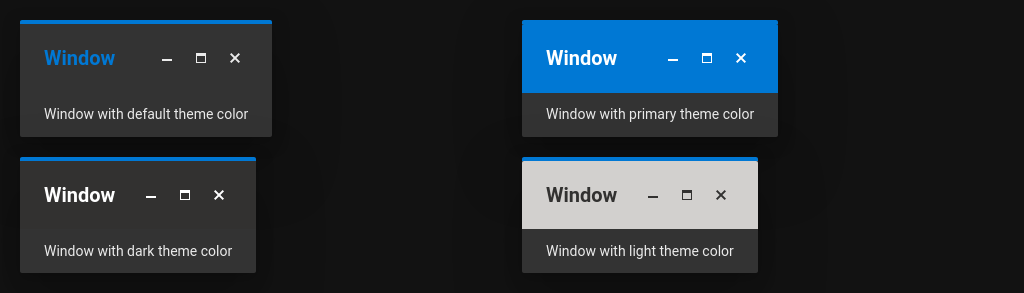 Window
Window with default theme color
Window
Window with primary theme color
Window
Window with dark theme color
Window
Window with light theme color